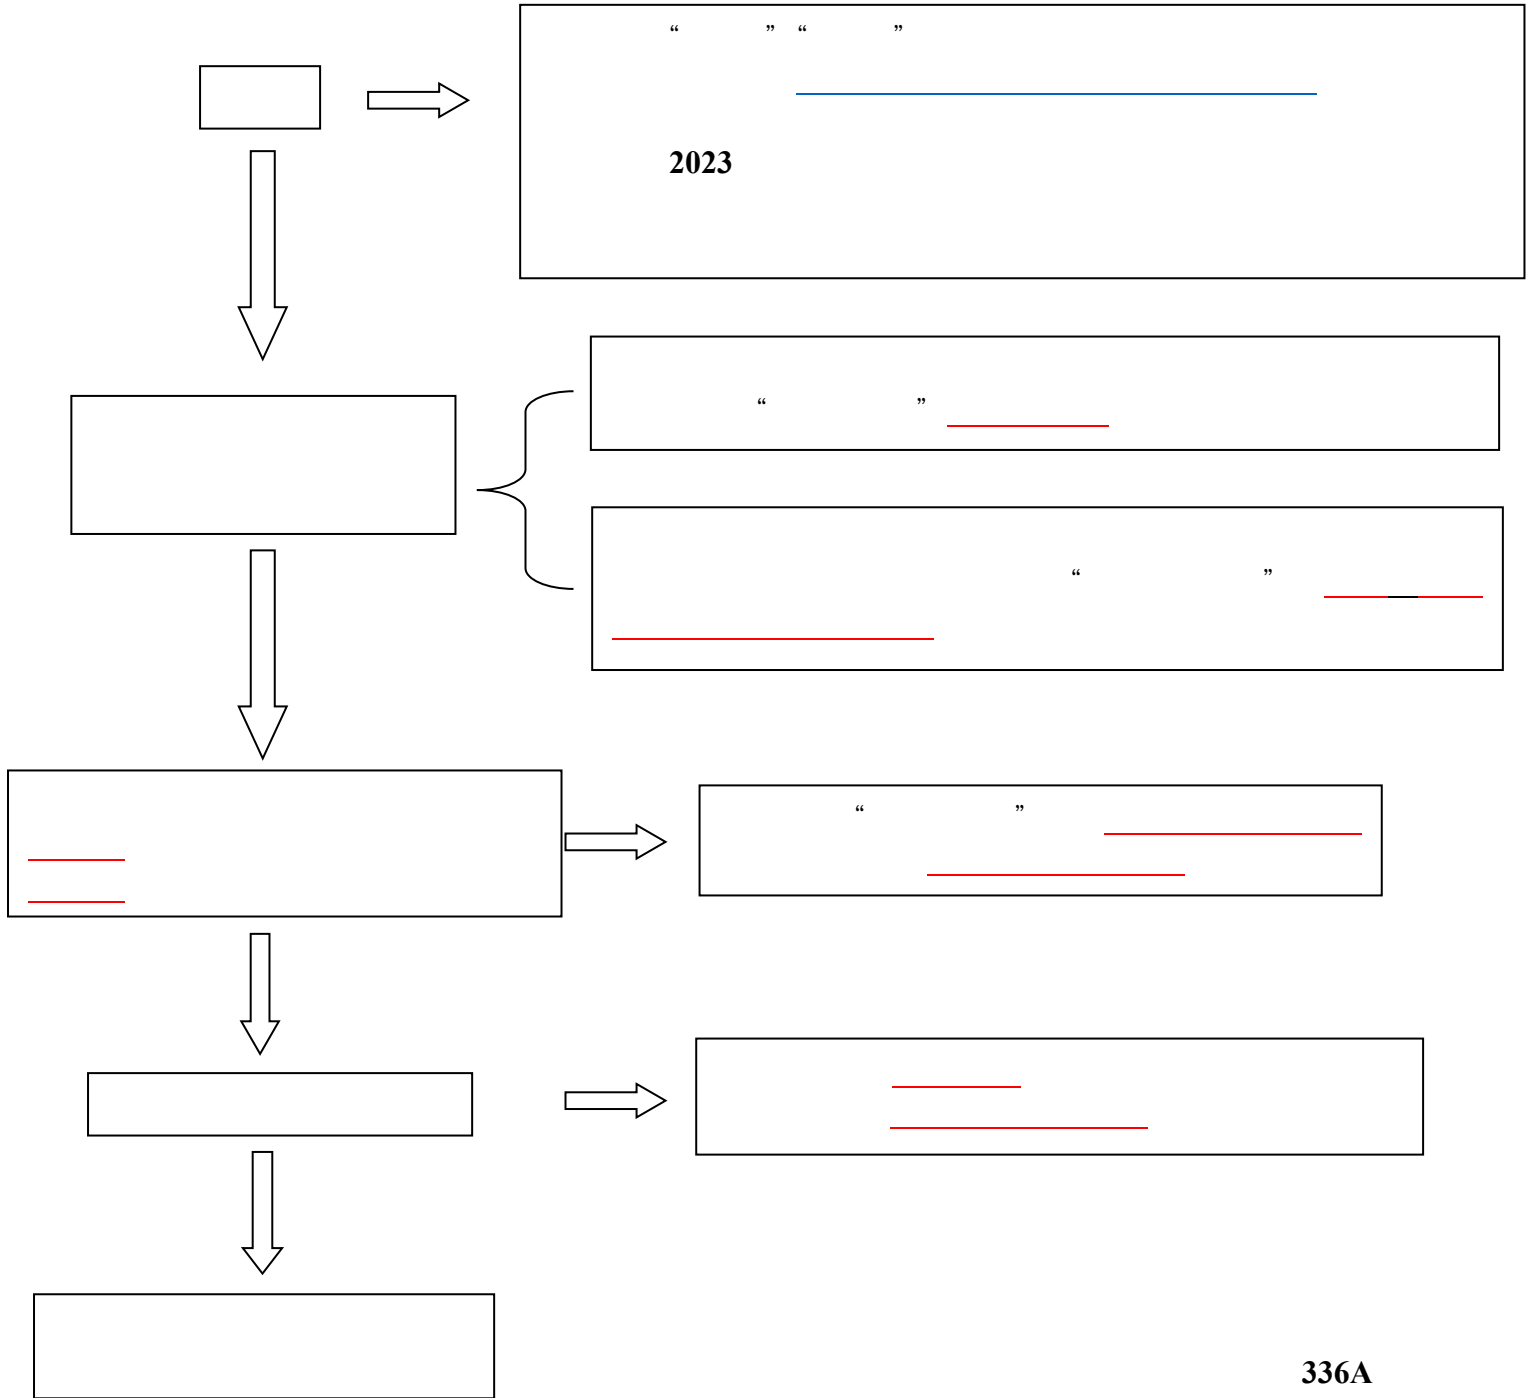 “ ” “ ”
2023
“ ”
“ ”
“ ”
336A